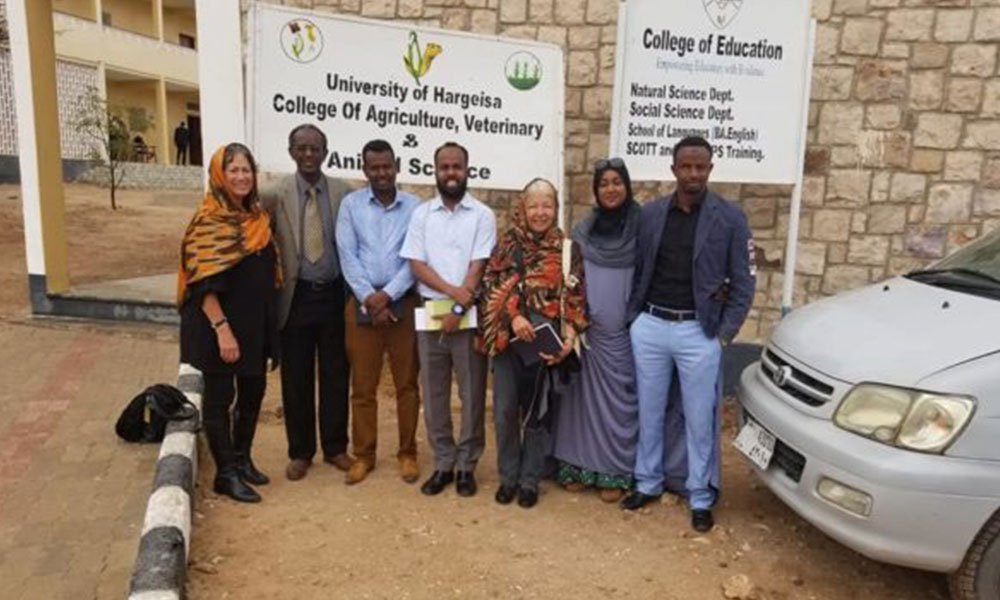 University of Hargeisa
College Of Agriculture, Veterinary
&
Science
College of Education
Empowering Educators with Evidence
Natural Science Dept.
Social Science Dept.
School of Languages (BA.English)
SCOTT and
Training.